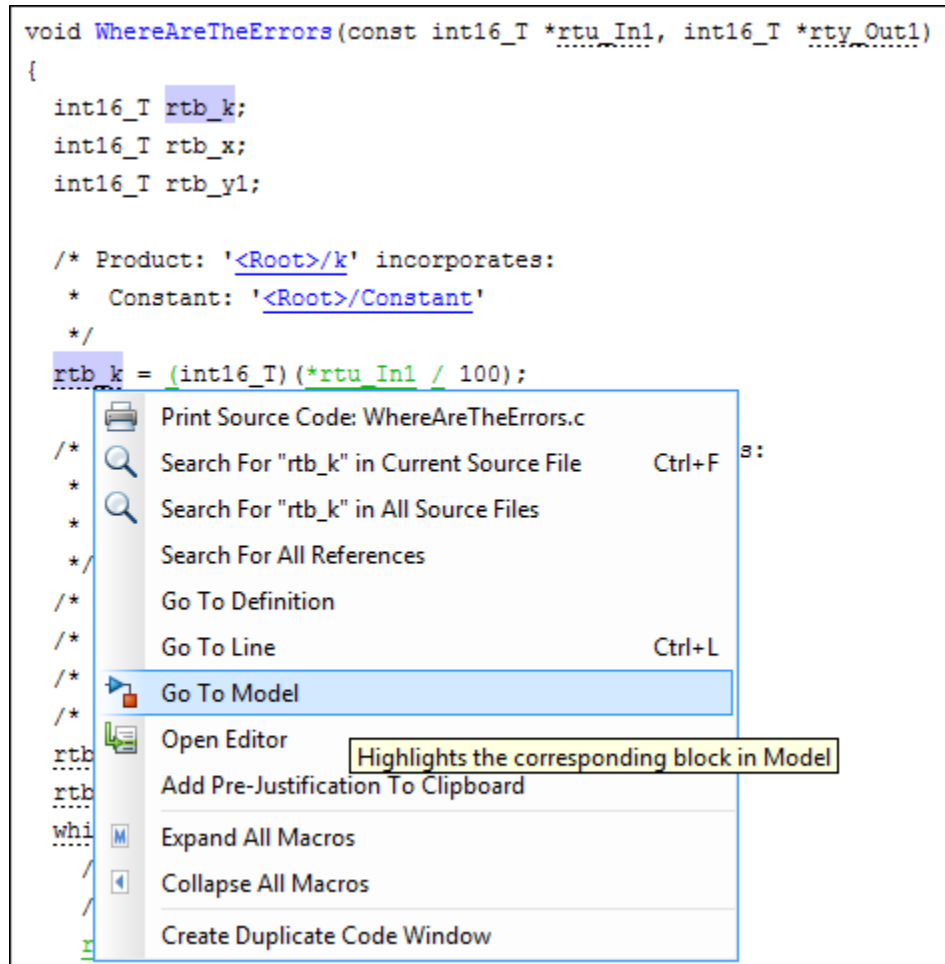 void WhereAreTheErrors(const int16_T *rtu_In1, int16_T *rty_Out1)
{
int16_T rtb_k;
int16_T rtb_x;
int16_T rtb_y1;
/* Product: '<Root>/k' incorporates:
*  Constant: '<Root>/Constant'
*/
rtb_k = (int16_T)(*rtu_In1 / 100);
Print Source Code: WhereAreTheErrors.c
/* s:
Search For "rtb_k" in Current Source File Ctrl+F
*
Search For "rtb_k" in All Source Files
*
Search For All References
*/
Go To Definition
/*
Go To Line Ctrl+L
/*
Go To Model
/*
/*
Open Editor
Highlights the corresponding block in Model
rtb
Add Pre-Justification To Clipboard
rtb
whi
M Expand All Macros
/
Collapse All Macros
/
Create Duplicate Code Window
r